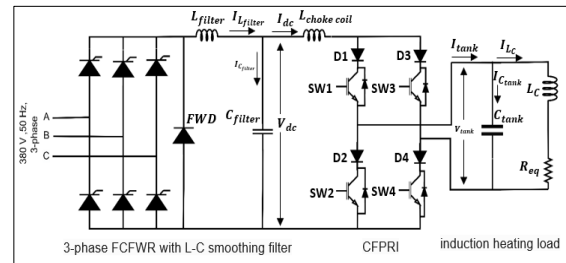 L_filter I_L_filter I_dc L_choke coil
I_C_filter
D1 D3
I_tank I_L_C
SW1 SW3
I_C_tank L_C
380 V ,50 Hz,
3-phase
A
B
C
FWD
C_filter
V_dc
V_tank
C_tank
D2 D4
SW2 SW4
R_eq
3-phase FCFWR with L-C smoothing filter CFPRI induction heating load